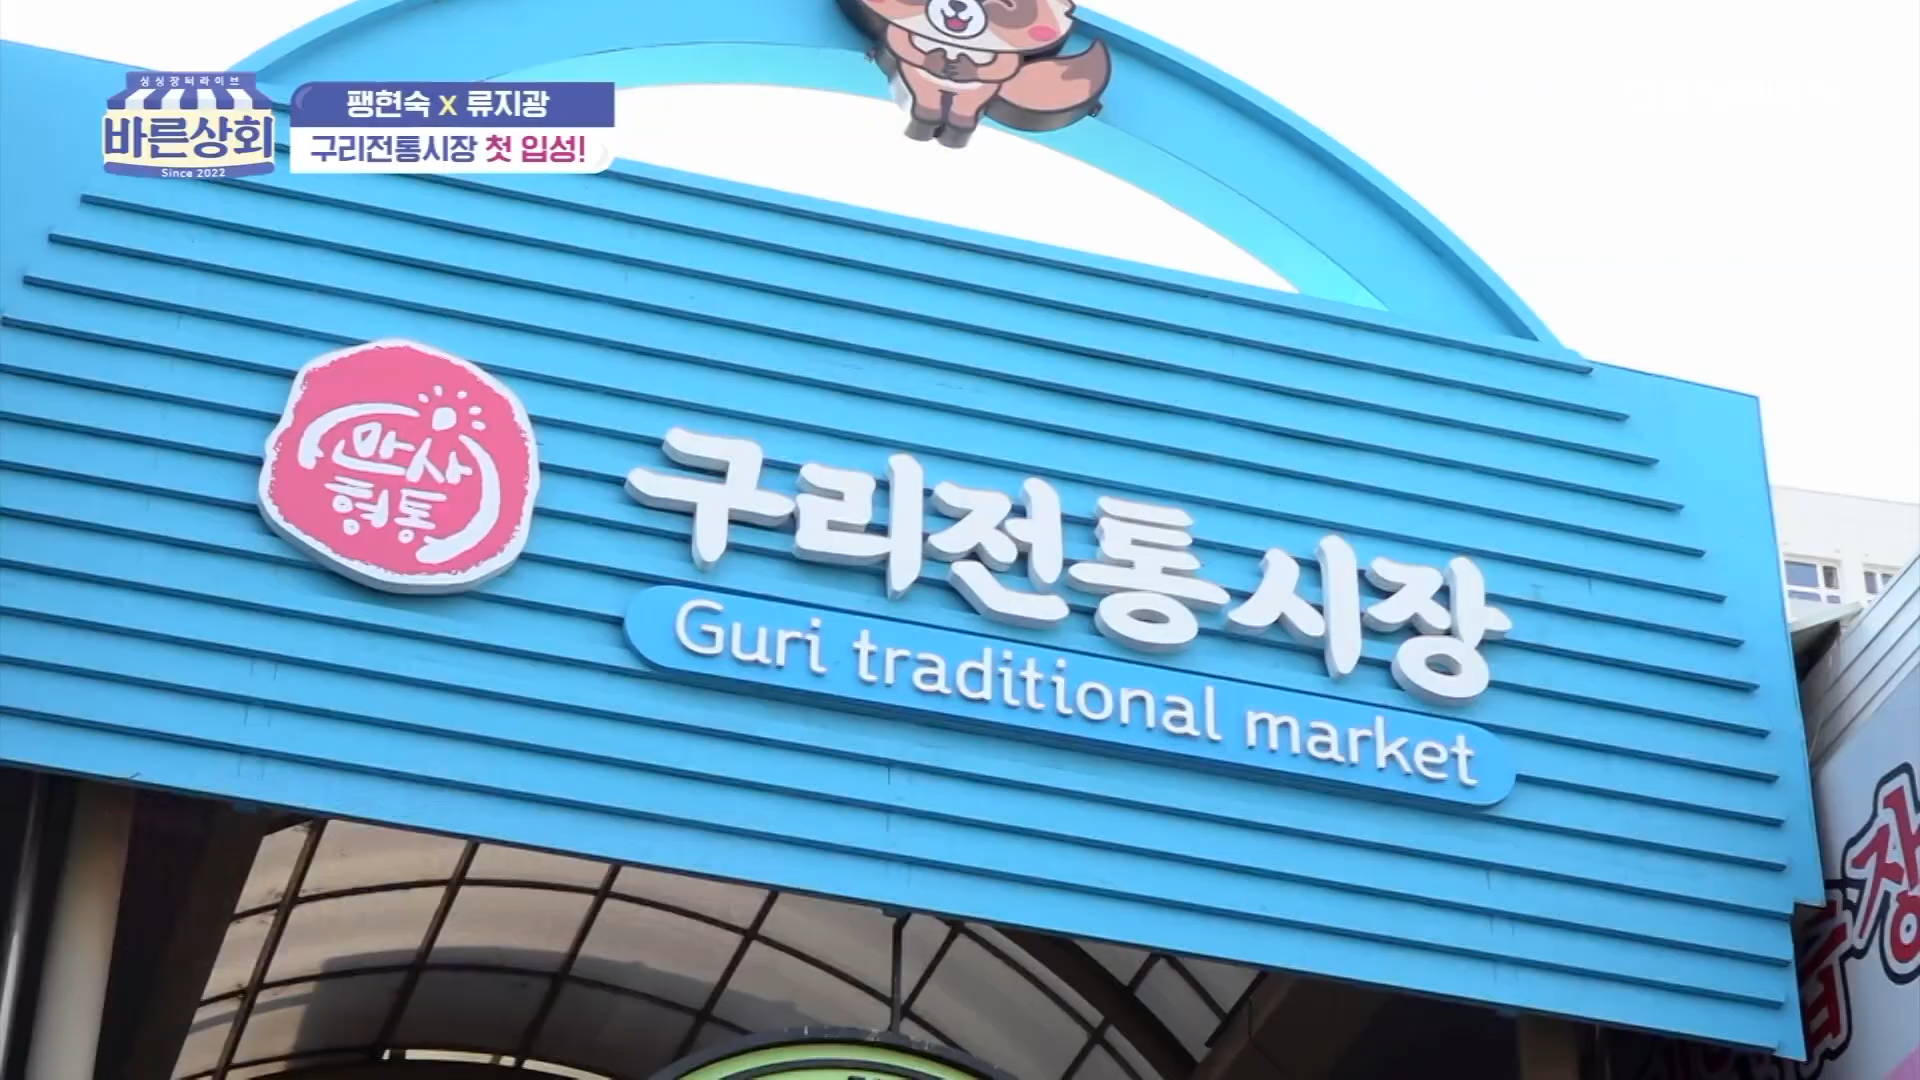 싱싱장터라이브
바른상회
Since 2022
팽현숙 x 류지광
구리전통시장 첫 입성!
만사
형통
구리전통시장
Guri traditional market
장